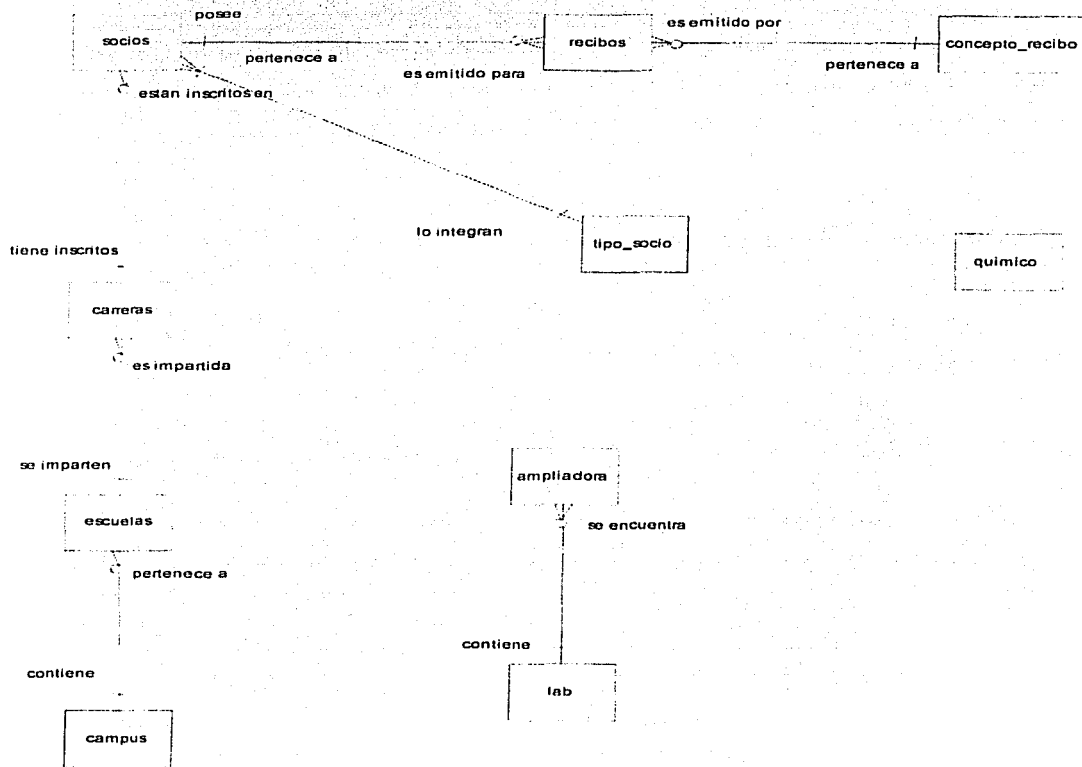 posee
socios
recibos
es emitido por
concepto_recibo
pertenece a
es emitido para
pertenece a
estan inscritos en
lo integran
tipo_socio
tiene inscritos
quimico
carreras
es impartida
se imparten
ampliadora
escuelas
se encuentra
pertenece a
contiene
contiene
lab
campus